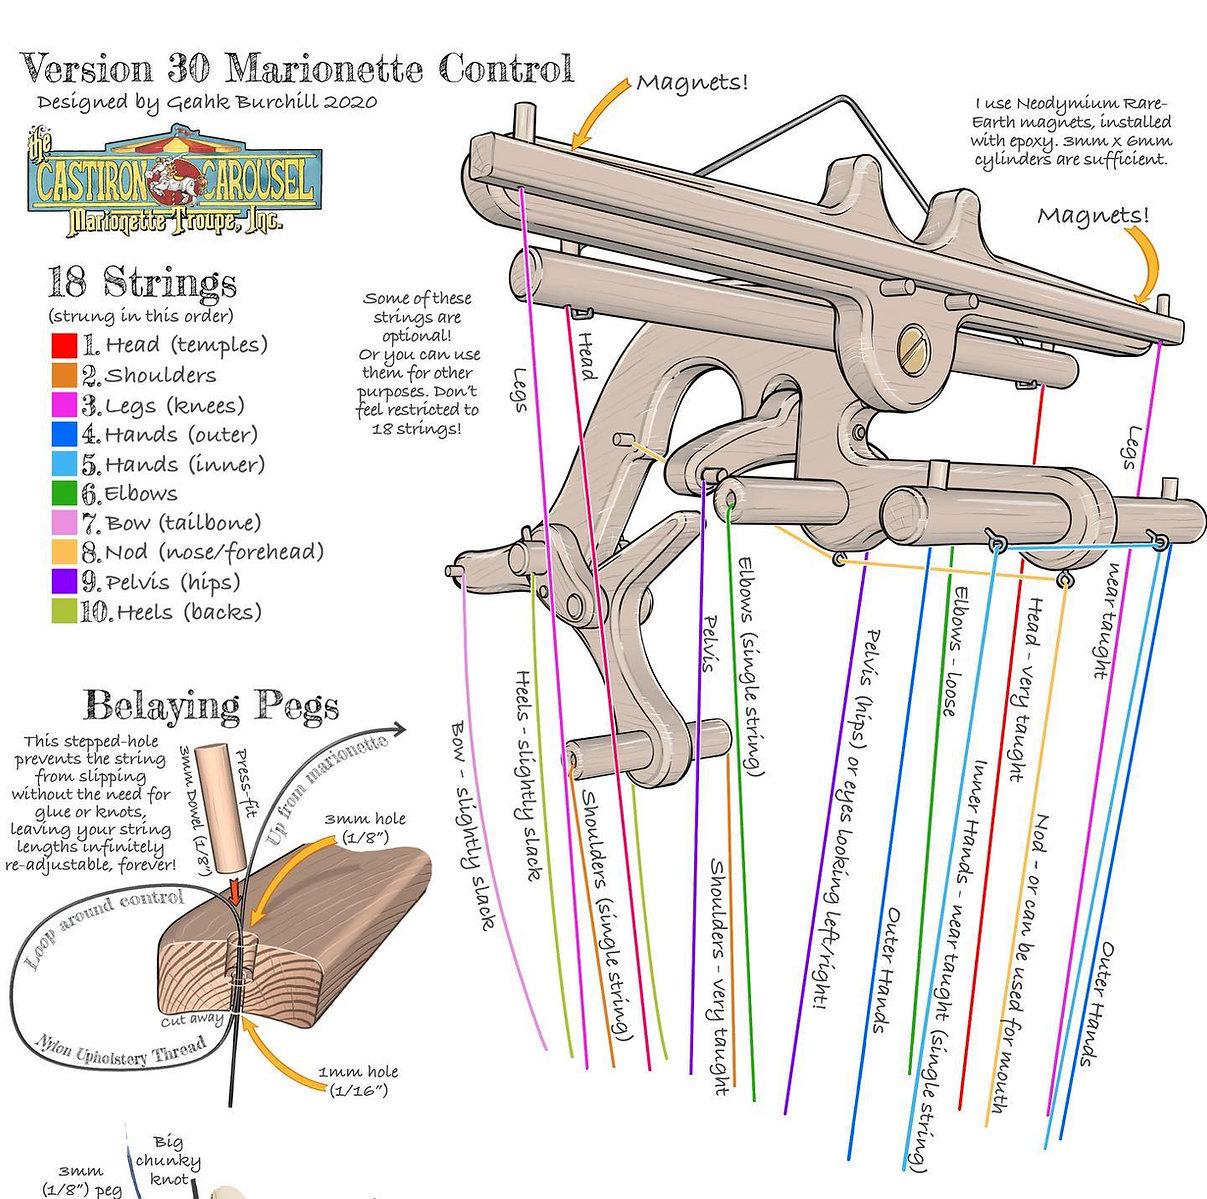 Version 30 Marionette Control
Designed by Geahk Burchill 2020
the
CASTIRON CAROUSEL
Marionette Troupe, Inc.
18 Strings
(strung in this order)
1. Head (temples)
2. Shoulders
3. Legs (knees)
4. Hands (outer)
5. Hands (inner)
6. Elbows
7. Bow (tailbone)
8. Nod (nose/forehead)
9. Pelvis (hips)
10. Heels (backs)
Some of these
strings are
optional!
Or you can use
them for other
purposes. Don't
feel restricted to
18 strings!
Magnets!
I use Neodymium Rare-
Earth magnets, installed
with epoxy. 3mm x 6mm
cylinders are sufficient.
Magnets!
Legs
Head
Legs
near taught
Pelvis
Elbows (single string)
Pelvis (hips) or eyes looking left/right!
Elbows - loose
Head - very taught
Bow - slightly slack
Heels - slightly slack
Shoulders (single string)
Shoulders - very taught
Outer Hands
Inner Hands - near taught (single string)
Nod - or can be used for mouth
Outer Hands
Belaying Pegs
This stepped-hole
prevents the string
from slipping
without the need for
glue or knots,
leaving your string
lengths infinitely
re-adjustable, forever!
3mm Dowel (1/8")
Press-fit
Up from marionette
3mm hole
(1/8")
Loop around control
Cut away
Nylon Upholstery Thread
1mm hole
(1/16")
Big
chunky
knot
3mm
(1/8") peg